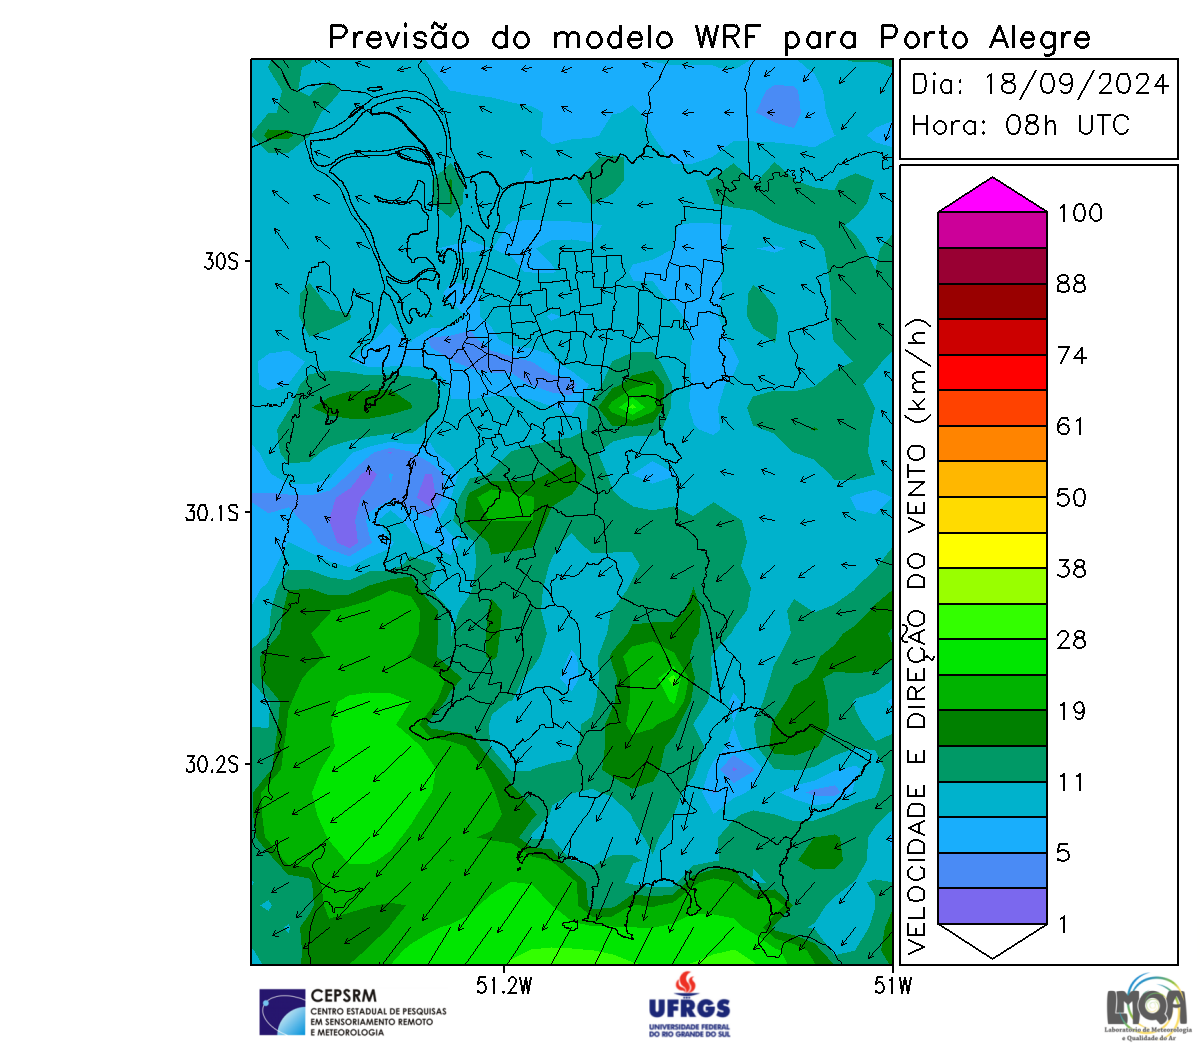 Previsão do modelo WRF para Porto Alegre
Dia: 18/09/2024
Hora: 08h UTC
30S
30.1S
30.2S
51.2W
51W
VELOCIDADE E DIREÇÃO DO VENTO (km/h)
100
88
74
61
50
38
28
19
11
5
1
CEPSRM
CENTRO ESTADUAL DE PESQUISAS
EM SENSORIAMENTO REMOTO
E METEOROLOGIA
UFRGS
UNIVERSIDADE FEDERAL
DO RIO GRANDE DO SUL
LMQA
Laboratório de Meteorologia
e Qualidade do Ar